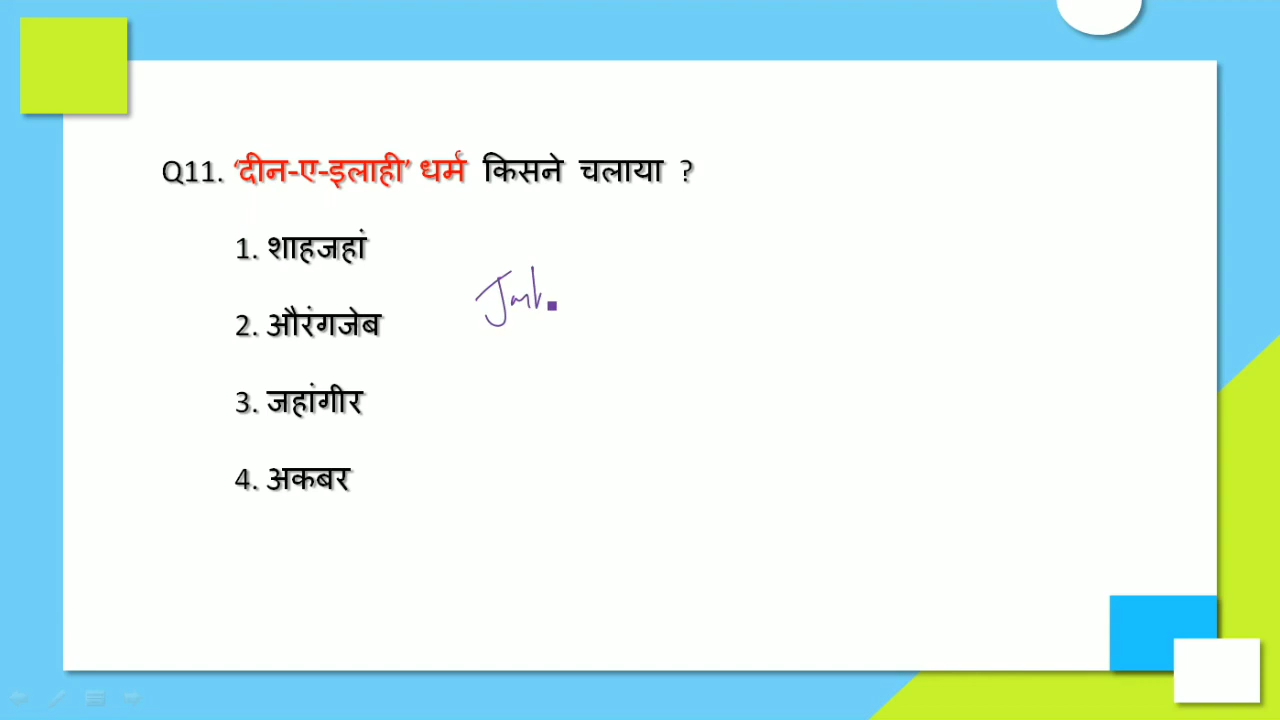 Q11. ‘दीन-ए-इलाही’ धर्म किसने चलाया ?
1. शाहजहां
2. औरंगजेब
3. जहांगीर
4. अकबर